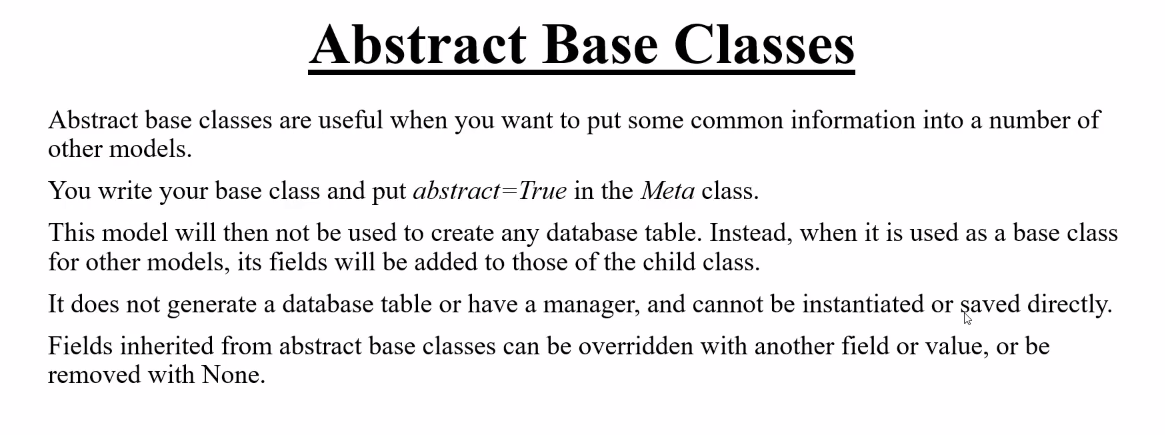 Abstract Base Classes
Abstract base classes are useful when you want to put some common information into a number of
other models.
You write your base class and put abstract=True in the Meta class.
This model will then not be used to create any database table. Instead, when it is used as a base class
for other models, its fields will be added to those of the child class.
It does not generate a database table or have a manager, and cannot be instantiated or saved directly.
Fields inherited from abstract base classes can be overridden with another field or value, or be
removed with None.